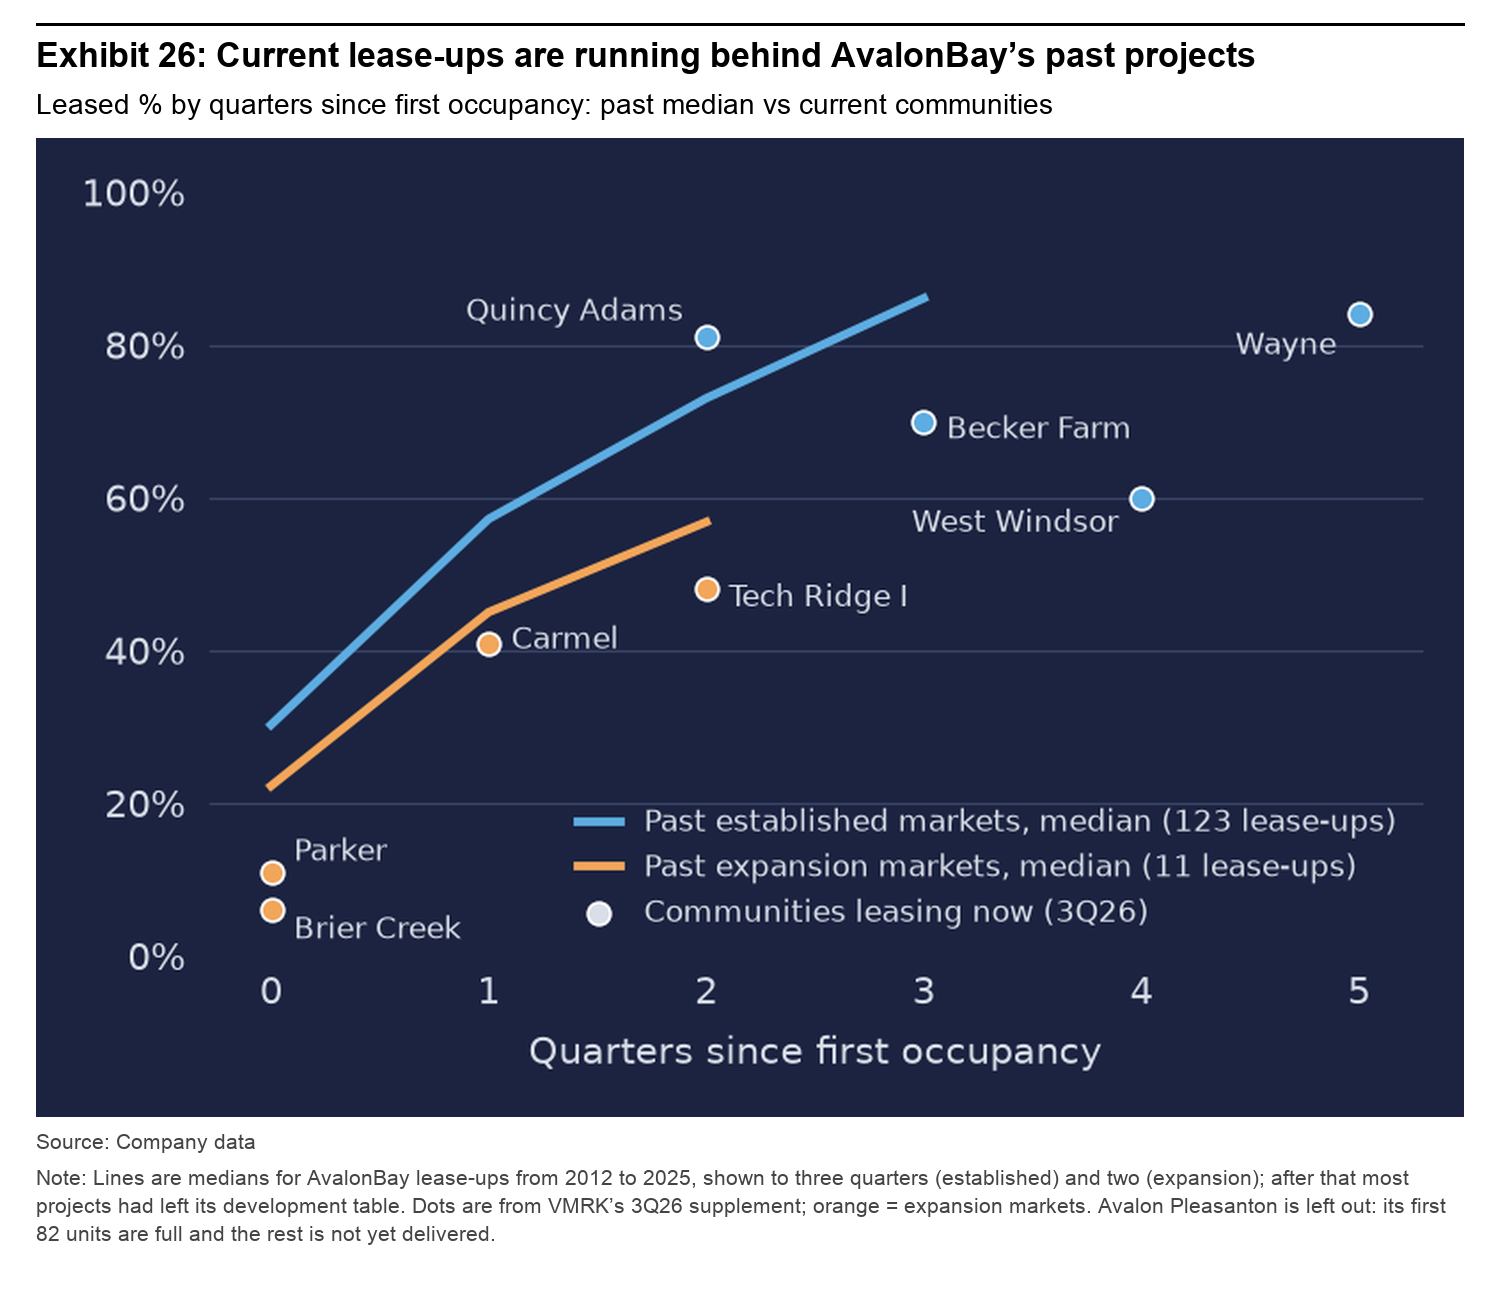 Exhibit 26: Current lease-ups are running behind AvalonBay’s past projects
Leased % by quarters since first occupancy: past median vs current communities
100%
80%
60%
40%
20%
0%
Quincy Adams
Wayne
Becker Farm
West Windsor
Tech Ridge I
Carmel
Parker
Brier Creek
Past established markets, median (123 lease-ups)
Past expansion markets, median (11 lease-ups)
Communities leasing now (3Q26)
0 1 2 3 4 5
Quarters since first occupancy
Source: Company data
Note: Lines are medians for AvalonBay lease-ups from 2012 to 2025, shown to three quarters (established) and two (expansion); after that most
projects had left its development table. Dots are from VMRK’s 3Q26 supplement; orange = expansion markets. Avalon Pleasanton is left out: its first
82 units are full and the rest is not yet delivered.